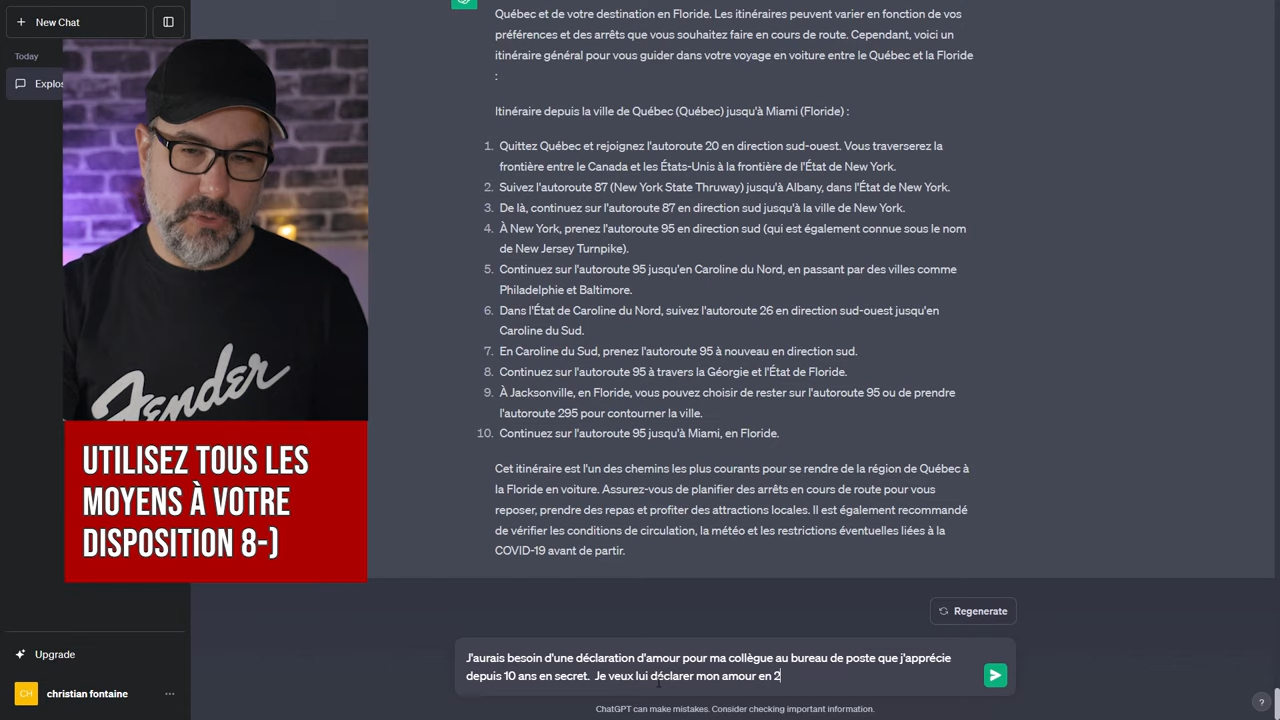 New Chat
Today
Explos
Québec et de votre destination en Floride. Les itinéraires peuvent varier en fonction de vos
préférences et des arrêts que vous souhaitez faire en cours de route. Cependant, voici un
itinéraire général pour vous guider dans votre voyage en voiture entre le Québec et la Floride
:
Itinéraire depuis la ville de Québec (Québec) jusqu'à Miami (Floride) :
1. Quittez Québec et rejoignez l'autoroute 20 en direction sud-ouest. Vous traverserez la
frontière entre le Canada et les États-Unis à la frontière de l'État de New York.
2. Suivez l'autoroute 87 (New York State Thruway) jusqu'à Albany, dans l'État de New York.
3. De là, continuez sur l'autoroute 87 en direction sud jusqu'à la ville de New York.
4. À New York, prenez l'autoroute 95 en direction sud (qui est également connue sous le nom
de New Jersey Turnpike).
5. Continuez sur l'autoroute 95 jusqu'en Caroline du Nord, en passant par des villes comme
Philadelphie et Baltimore.
6. Dans l'État de Caroline du Nord, suivez l'autoroute 26 en direction sud-ouest jusqu'en
Caroline du Sud.
7. En Caroline du Sud, prenez l'autoroute 95 à nouveau en direction sud.
8. Continuez sur l'autoroute 95 à travers la Géorgie et l'État de Floride.
9. À Jacksonville, en Floride, vous pouvez choisir de rester sur l'autoroute 95 ou de prendre
l'autoroute 295 pour contourner la ville.
10. Continuez sur l'autoroute 95 jusqu'à Miami, en Floride.
Cet itinéraire est l'un des chemins les plus courants pour se rendre de la région de Québec à
la Floride en voiture. Assurez-vous de planifier des arrêts en cours de route pour vous
reposer, prendre des repas et profiter des attractions locales. Il est également recommandé
de vérifier les conditions de circulation, la météo et les restrictions éventuelles liées à la
COVID-19 avant de partir.
Fender
UTILISEZ TOUS LES
MOYENS À VOTRE
DISPOSITION 8-)
Regenerate
J'aurais besoin d'une déclaration d'amour pour ma collègue au bureau de poste que j'apprécie
depuis 10 ans en secret.  Je veux lui déclarer mon amour en 2
Upgrade
CH christian fontaine
ChatGPT can make mistakes. Consider checking important information.
?